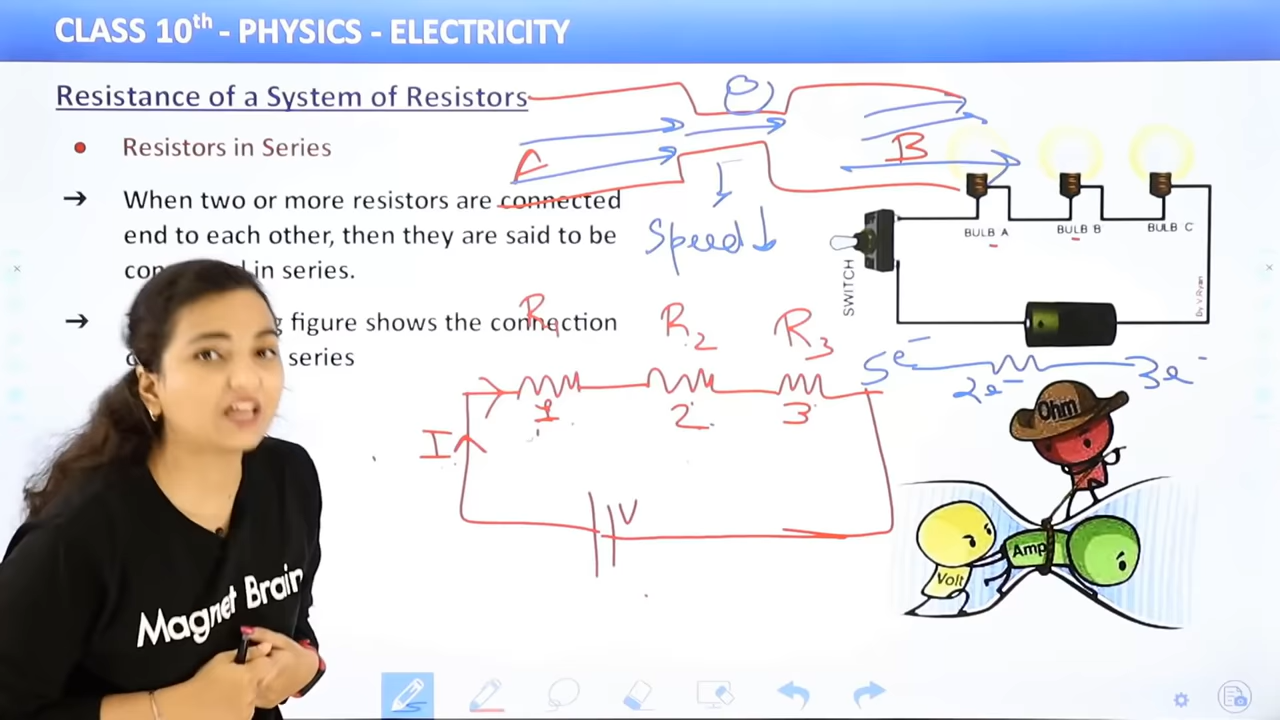 CLASS 10th - PHYSICS - ELECTRICITY
Resistance of a System of Resistors
Resistors in Series
When two or more resistors are connected
end to each other, then they are said to be
in series.
figure shows the connection
series
A
B
Speed ↓
R1
R2
R3
1
2
3
I
V
SWITCH
BULB A
BULB B
BULB C
By V.Ryan
5e⁻
2e⁻
3e⁻
Ohm
Volt
Amp
Magnet Brain